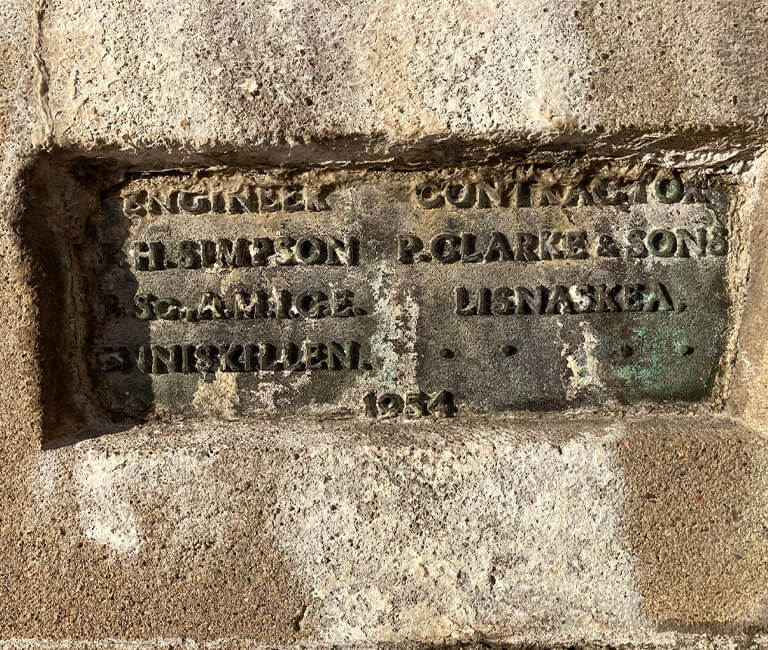 ENGINEER
H.SIMPSON
B.Sc.,A.M.I.C.E.
ENNISKILLEN.
CONTRACTOR
P.CLARKE & SONS
LISNASKEA.
1954